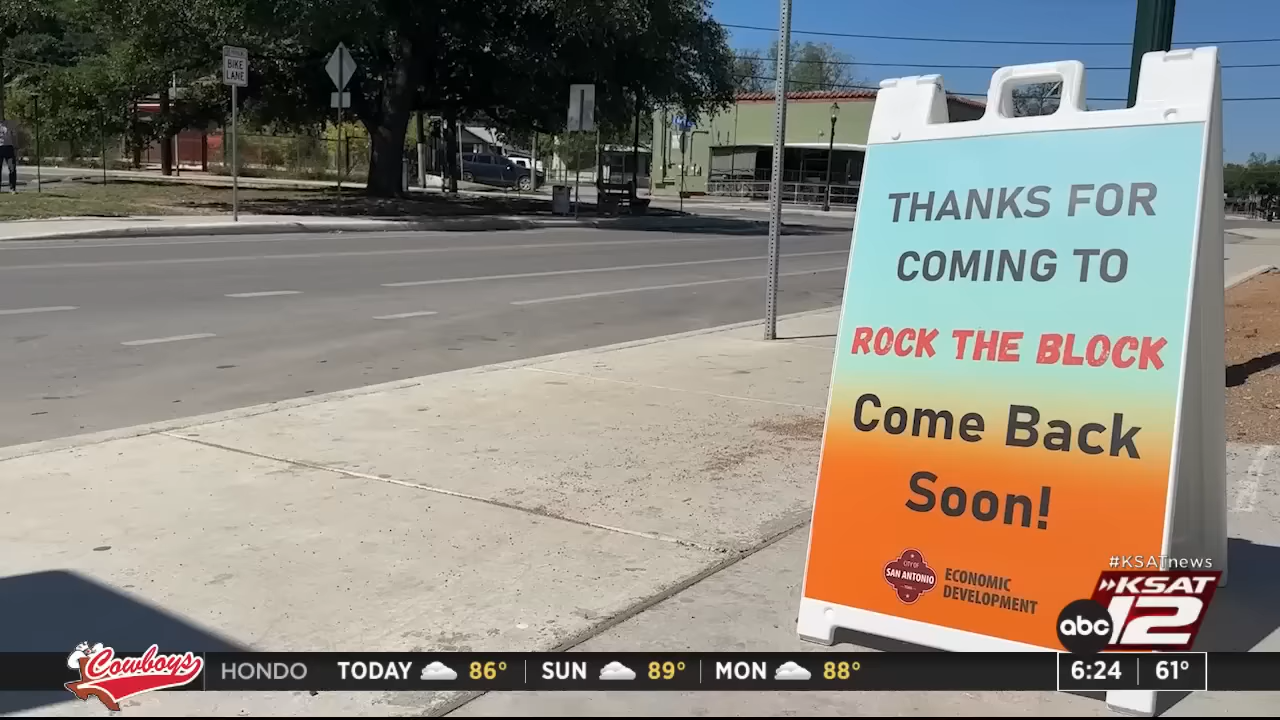 BIKE LANE
THANKS FOR
COMING TO
ROCK THE BLOCK
Come Back
Soon!
CITY OF
SAN ANTONIO
ECONOMIC
DEVELOPMENT
#KSATnews
KSAT
abc 12
Cowboys HONDO TODAY 86° SUN 89° MON 88° 6:24 61°